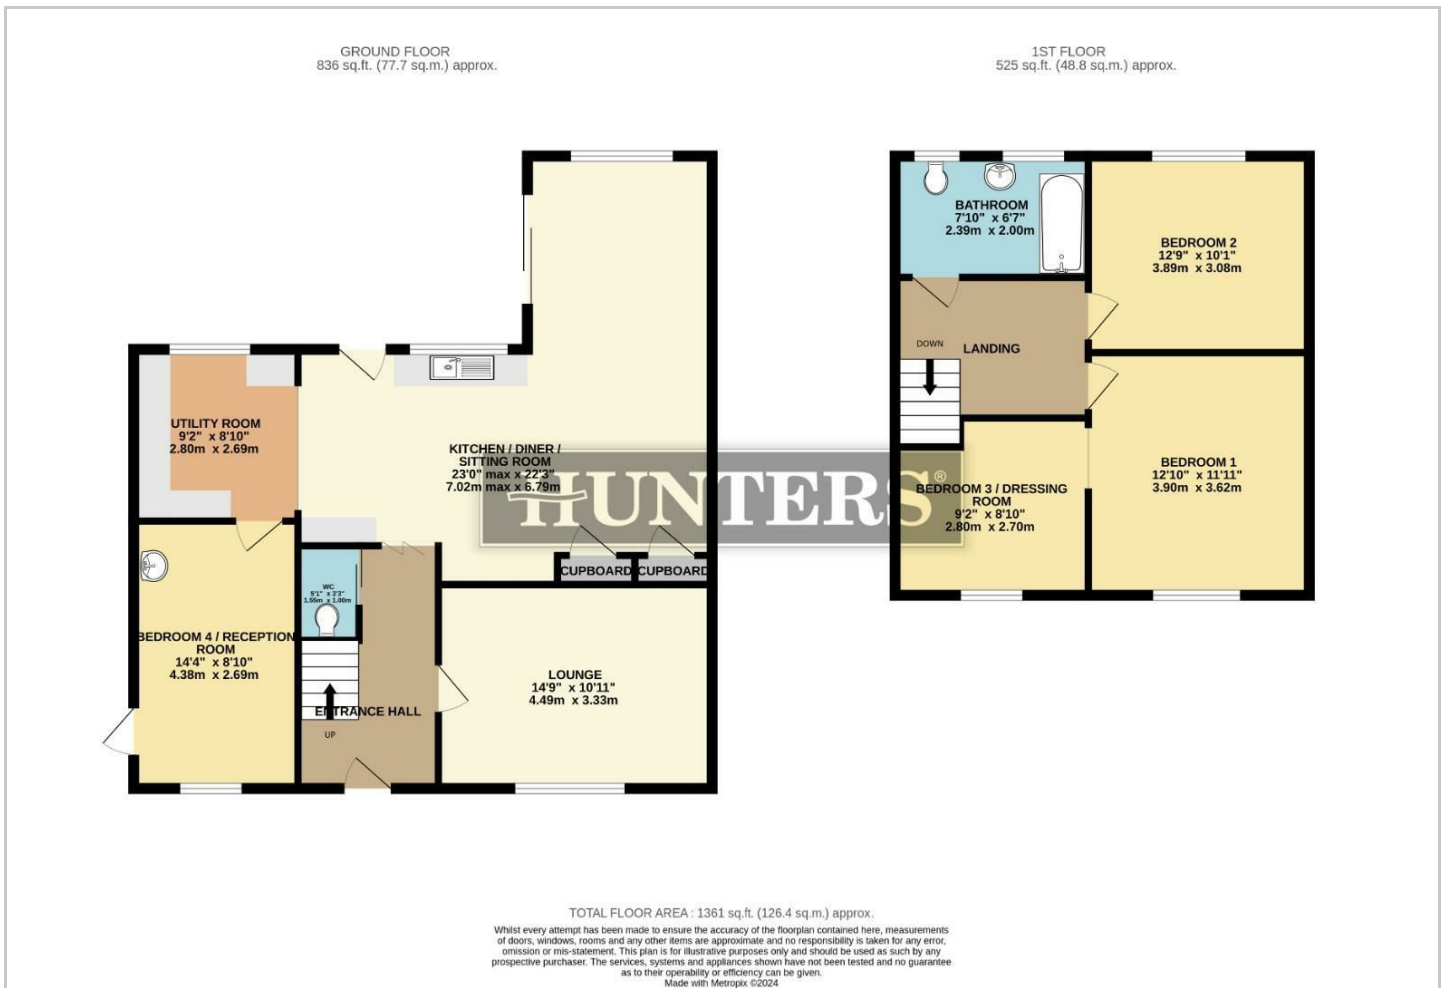 GROUND FLOOR
836 sq.ft. (77.7 sq.m.) approx.
1ST FLOOR
525 sq.ft. (48.8 sq.m.) approx.
UTILITY ROOM
9'2" x 8'10"
2.80m x 2.69m
KITCHEN / DINER /
SITTING ROOM
23'0" max x 22'3"
7.02m max x 6.79m
CUPBOARD
CUPBOARD
WC
5'1" x 3'3"
1.55m x 1.00m
BEDROOM 4 / RECEPTION
ROOM
14'4" x 8'10"
4.38m x 2.69m
ENTRANCE HALL
UP
LOUNGE
14'9" x 10'11"
4.49m x 3.33m
BATHROOM
7'10" x 6'7"
2.39m x 2.00m
BEDROOM 2
12'9" x 10'1"
3.89m x 3.08m
DOWN
LANDING
BEDROOM 1
12'10" x 11'11"
3.90m x 3.62m
BEDROOM 3 / DRESSING
ROOM
9'2" x 8'10"
2.80m x 2.70m
HUNTERS®
TOTAL FLOOR AREA : 1361 sq.ft. (126.4 sq.m.) approx.
Whilst every attempt has been made to ensure the accuracy of the floorplan contained here, measurements
of doors, windows, rooms and any other items are approximate and no responsibility is taken for any error,
omission or mis-statement. This plan is for illustrative purposes only and should be used as such by any
prospective purchaser. The services, systems and appliances shown have not been tested and no guarantee
as to their operability or efficiency can be given.
Made with Metropix ©2024